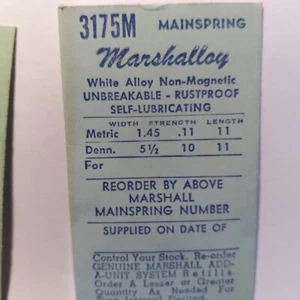 3175M MAINSPRING
Marshalloy
White Alloy Non-Magnetic
UNBREAKABLE - RUSTPROOF
SELF-LUBRICATING
WIDTH STRENGTH LENGTH
Metric 1.45 .11 11
Denn. 5½ 10 11
For
REORDER BY ABOVE
MARSHALL
MAINSPRING NUMBER
SUPPLIED ON DATE OF
Control Your Stock. Re-order
GENUINE MARSHALL ADD-
A-UNIT SYSTEM Refills.
Order A Lesser or Greater
Quantity As Needed For